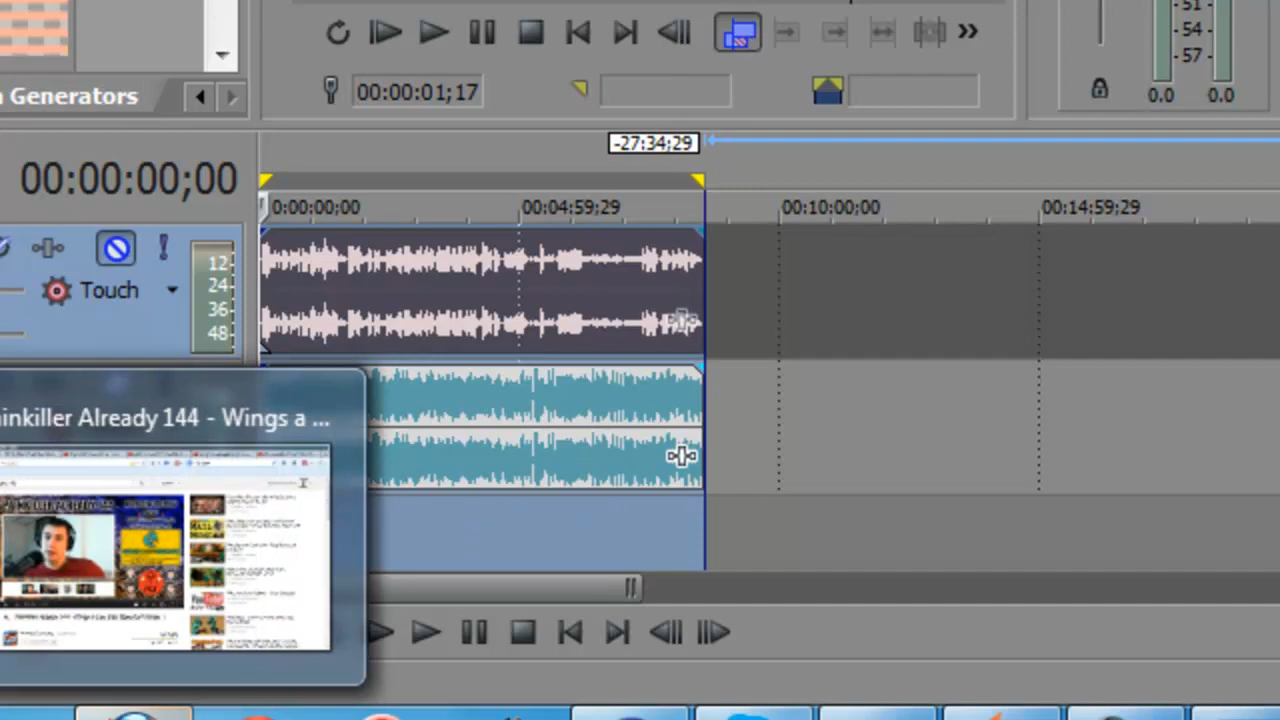 -51
-54
-57
Generators
00:00:01;17
0.0 0.0
-27:34;29
00:00:00;00
0:00:00;00 00:04:59;29 00:10:00;00 00:14:59;29
12-
24-
36-
48-
Touch
inkiller Already 144 - Wings a ...